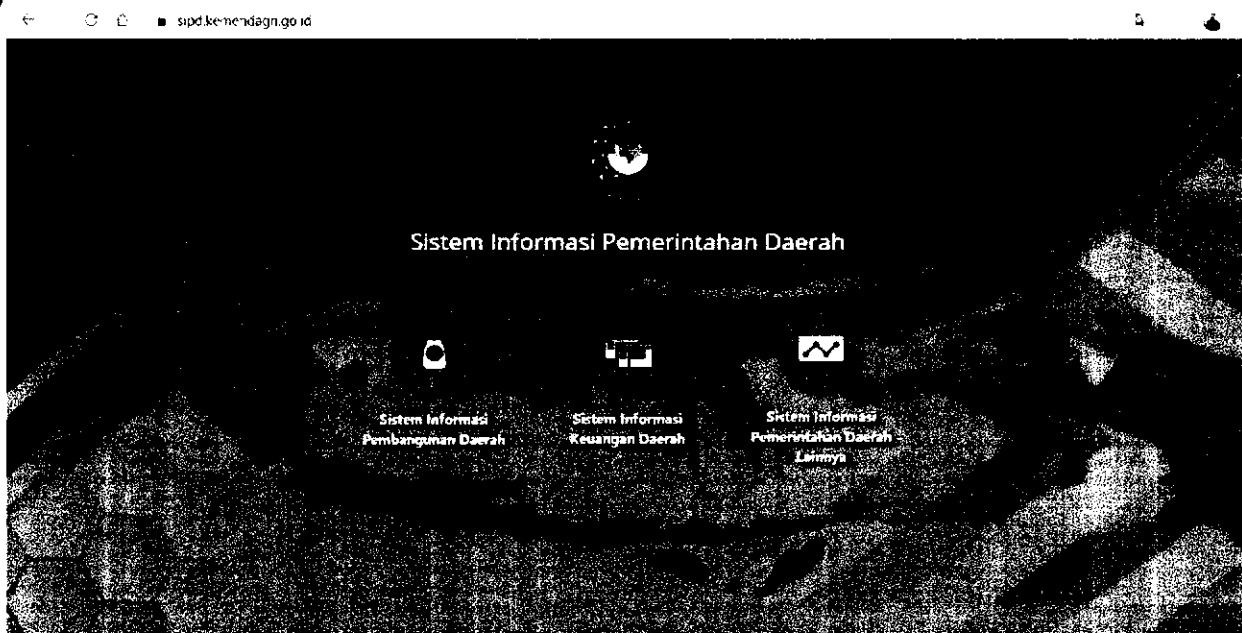 sipd.kemendagri.go.id
Sistem Informasi Pemerintahan Daerah
Sistem Informasi
Pembangunan Daerah
Sistem Informasi
Keuangan Daerah
Sistem Informasi
Pemerintahan Daerah -
Lainnya